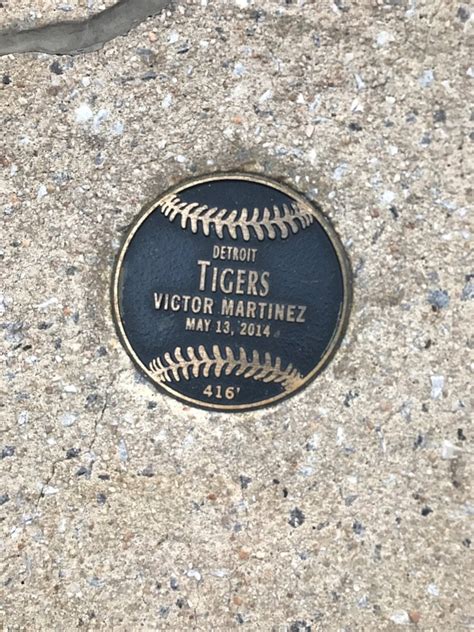 DETROIT
TIGERS
VICTOR MARTINEZ
MAY 13, 2014
416'